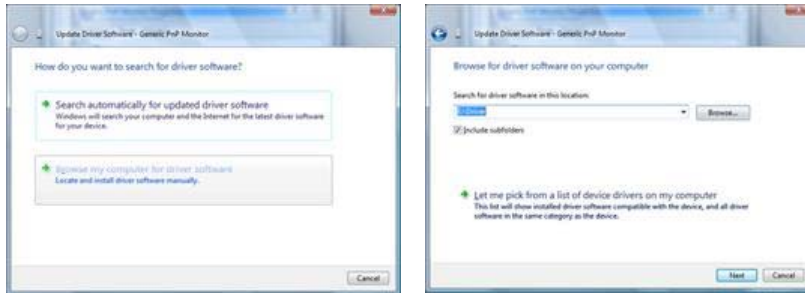 Update Driver Software - Generic PnP Monitor
How do you want to search for driver software?
Search automatically for updated driver software
Windows will search your computer and the Internet for the latest driver software
for your device.
Browse my computer for driver software
Locate and install driver software manually.
Cancel
Update Driver Software - Generic PnP Monitor
Browse for driver software on your computer
Search for driver software in this location:
Browse...
Include subfolders
Let me pick from a list of device drivers on my computer
This list will show installed driver software compatible with the device, and all driver
software in the same category as the device.
Next
Cancel